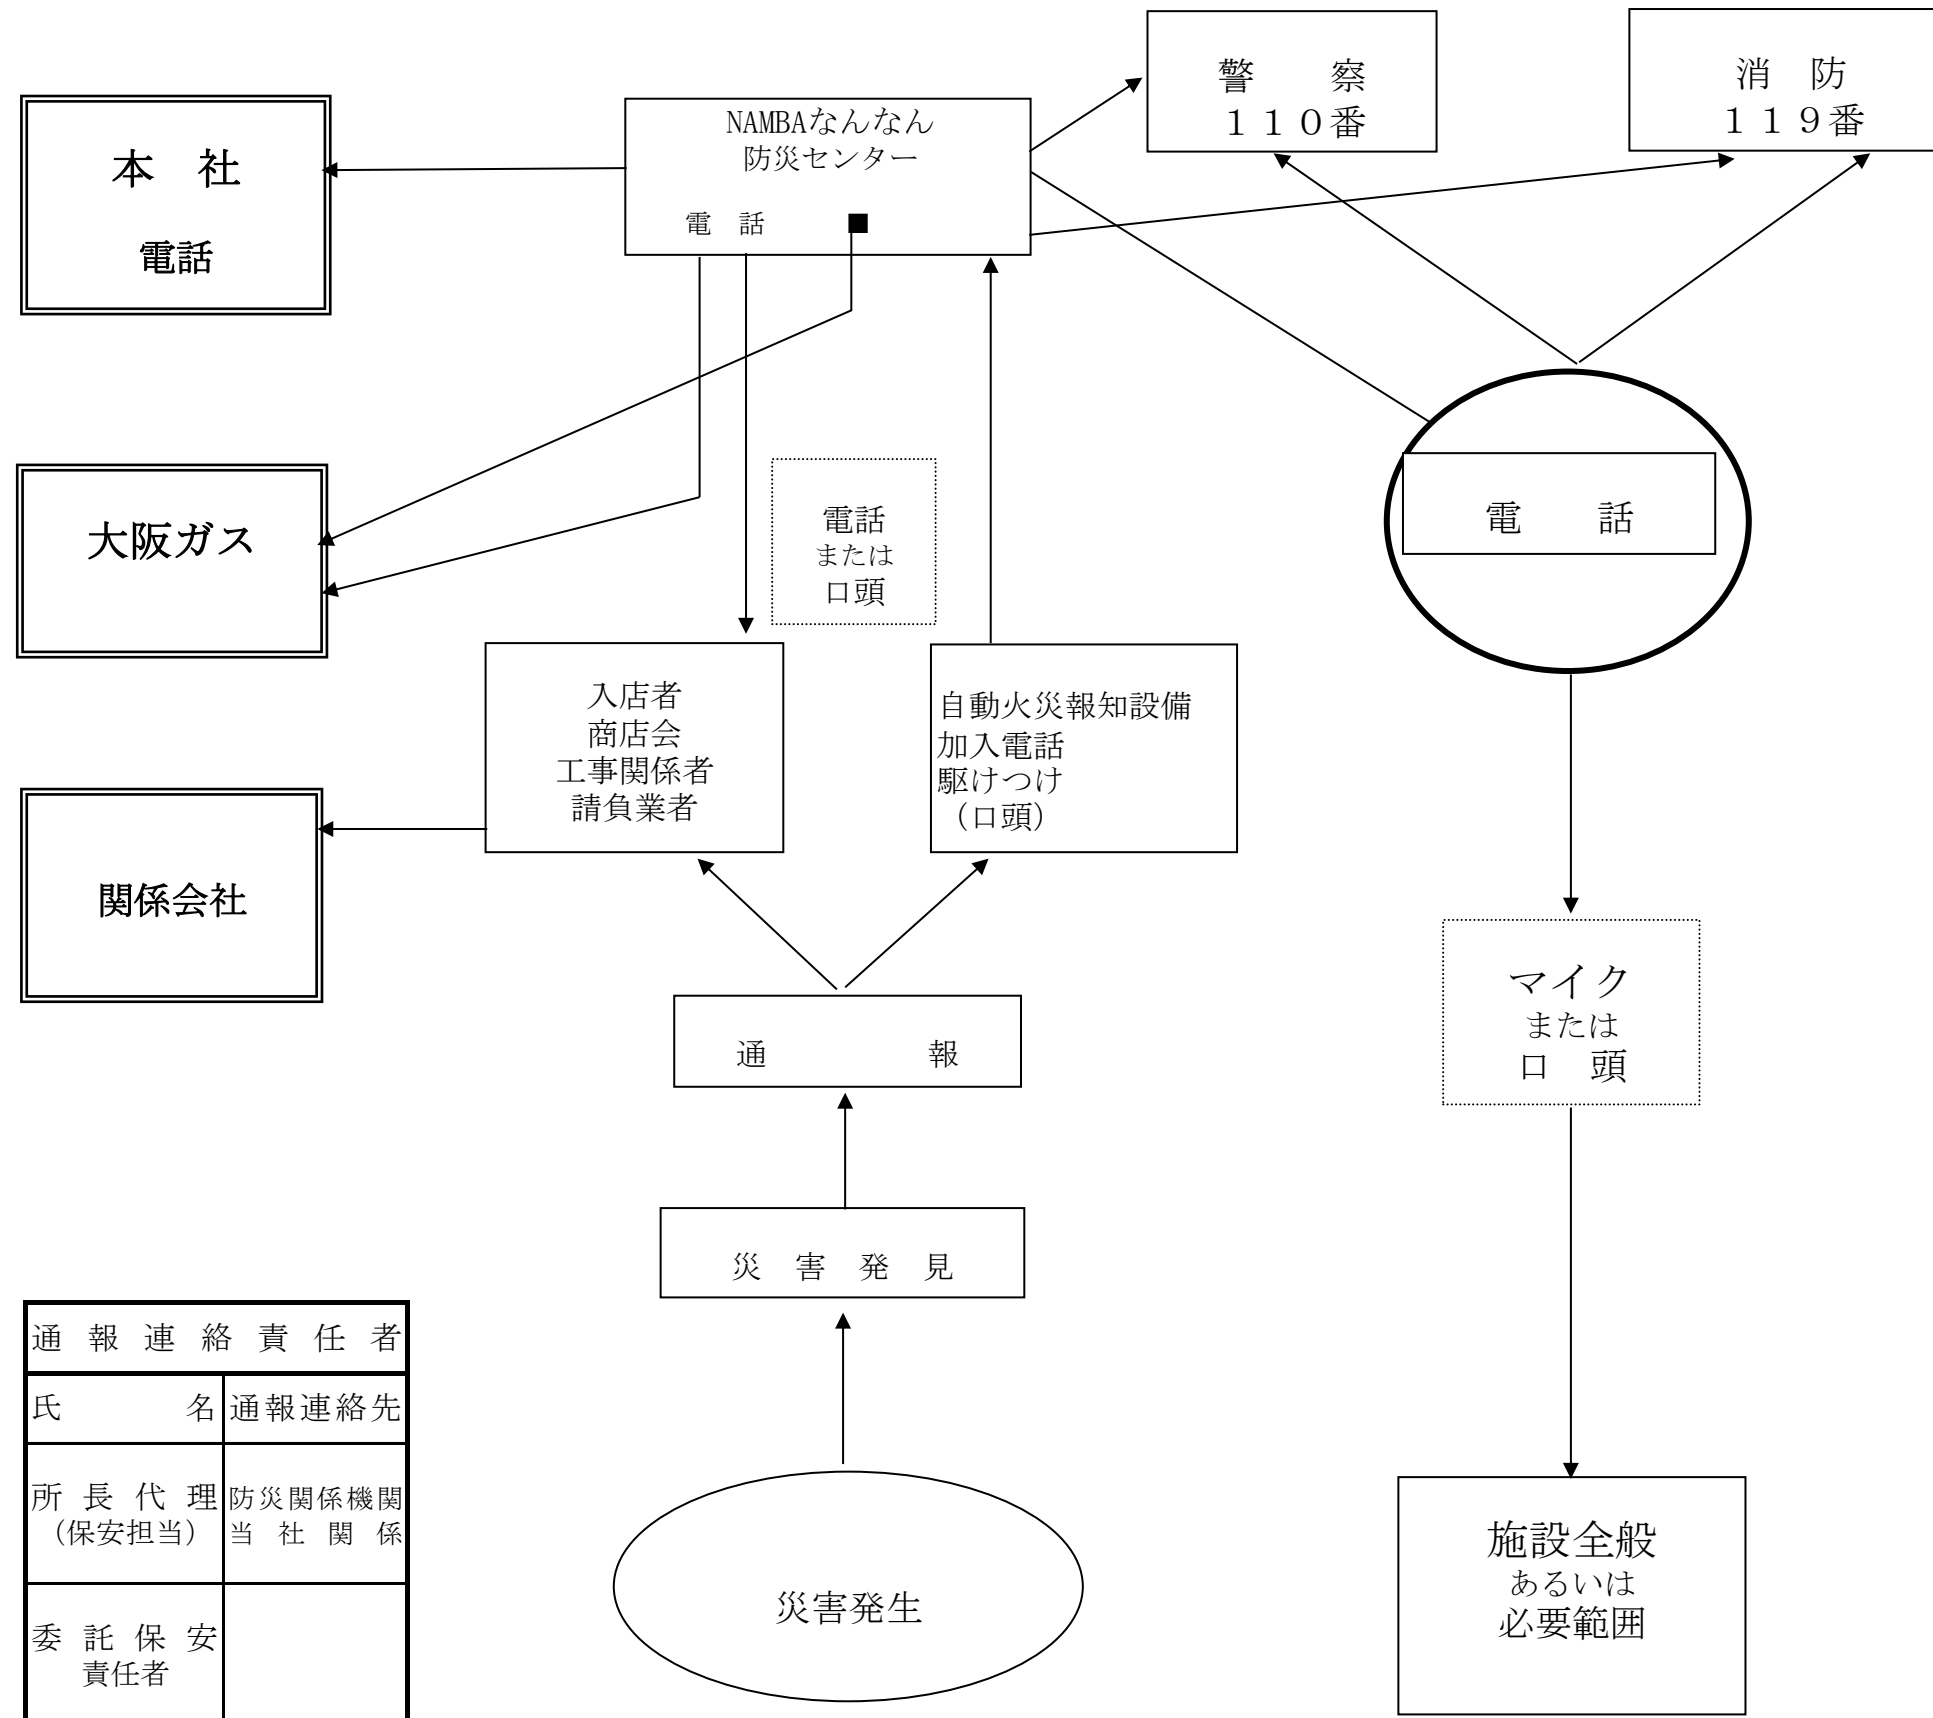 警　　察
１１０番
消　防
１１９番
NAMBAなんなん
防災センター
電　話　　　■
本　社
電話
大阪ガス
電話
または
口頭
電　　話
入店者
商店会
工事関係者
請負業者
自動火災報知設備
加入電話
駆けつけ
（口頭）
関係会社
マイク
または
口　頭
通　　　　　報
災　害　発　見
通　報　連　絡　責　任　者
氏　　　　名　通報連絡先
所　長　代　理　防災関係機関
（保安担当）　当　社　関　係
委　託　保　安
責任者
災害発生
施設全般
あるいは
必要範囲